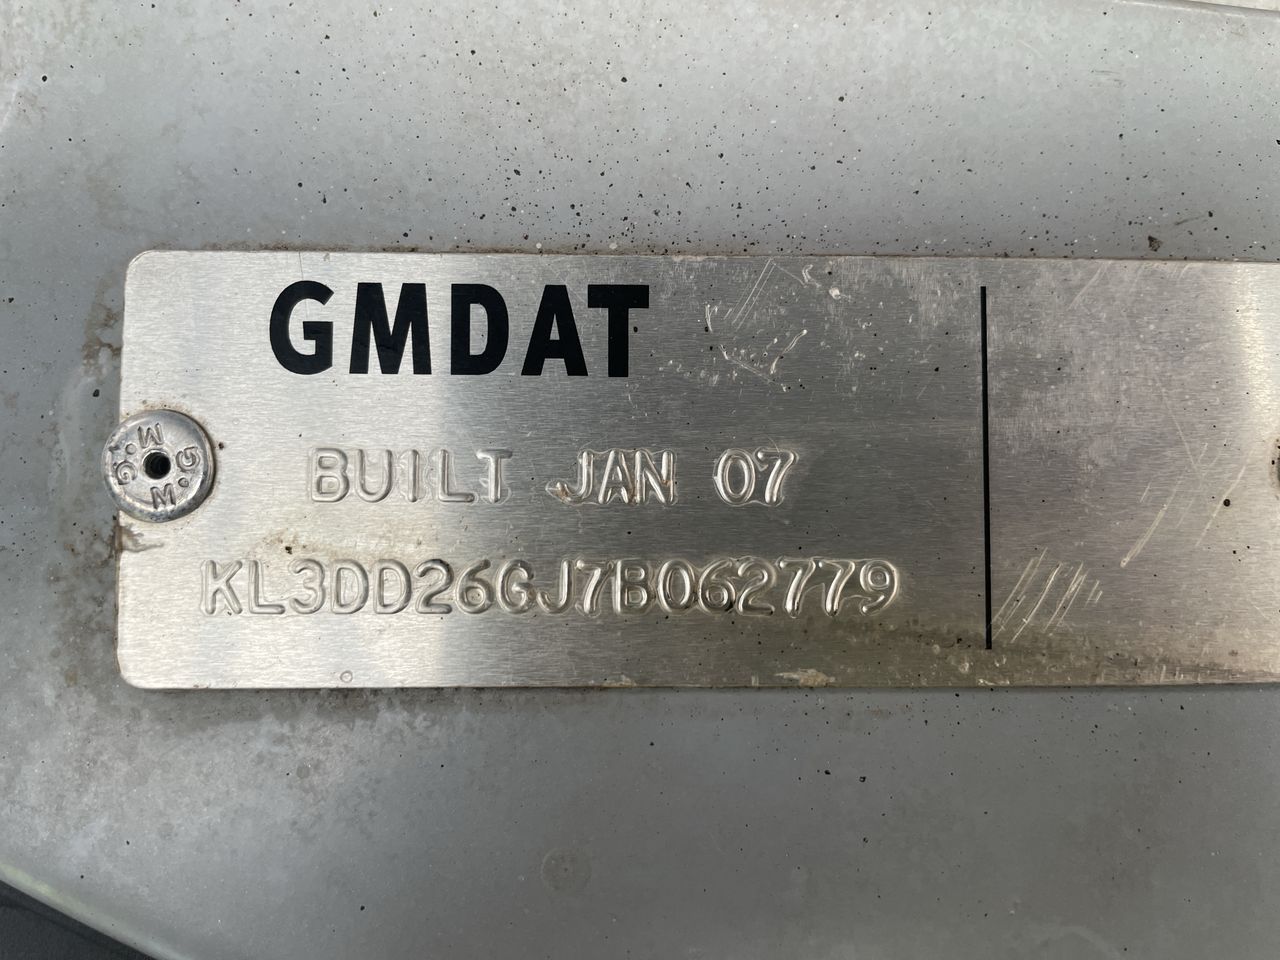 GMDAT
BUILT JAN 07
KL3DD26GJ7B062779
G.M.
G.M.